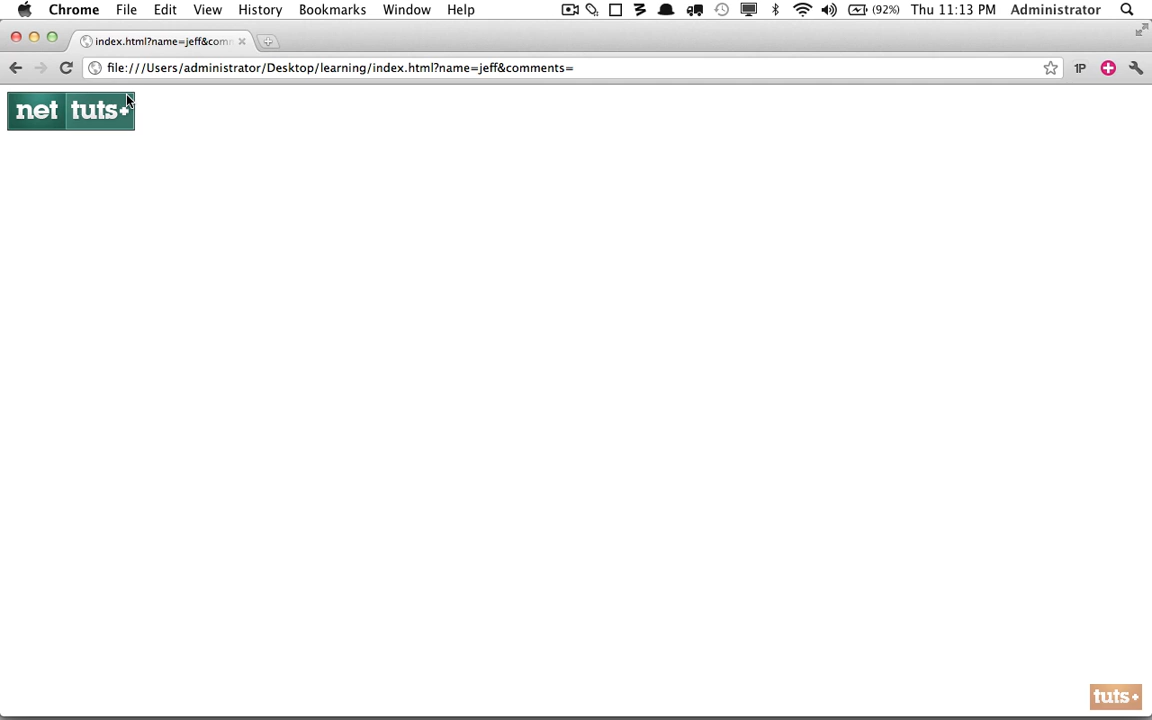 Chrome File Edit View History Bookmarks Window Help (92%) Thu 11:13 PM Administrator
index.html?name=jeff&com
file:///Users/administrator/Desktop/learning/index.html?name=jeff&comments= 1P
net tuts+
tuts+